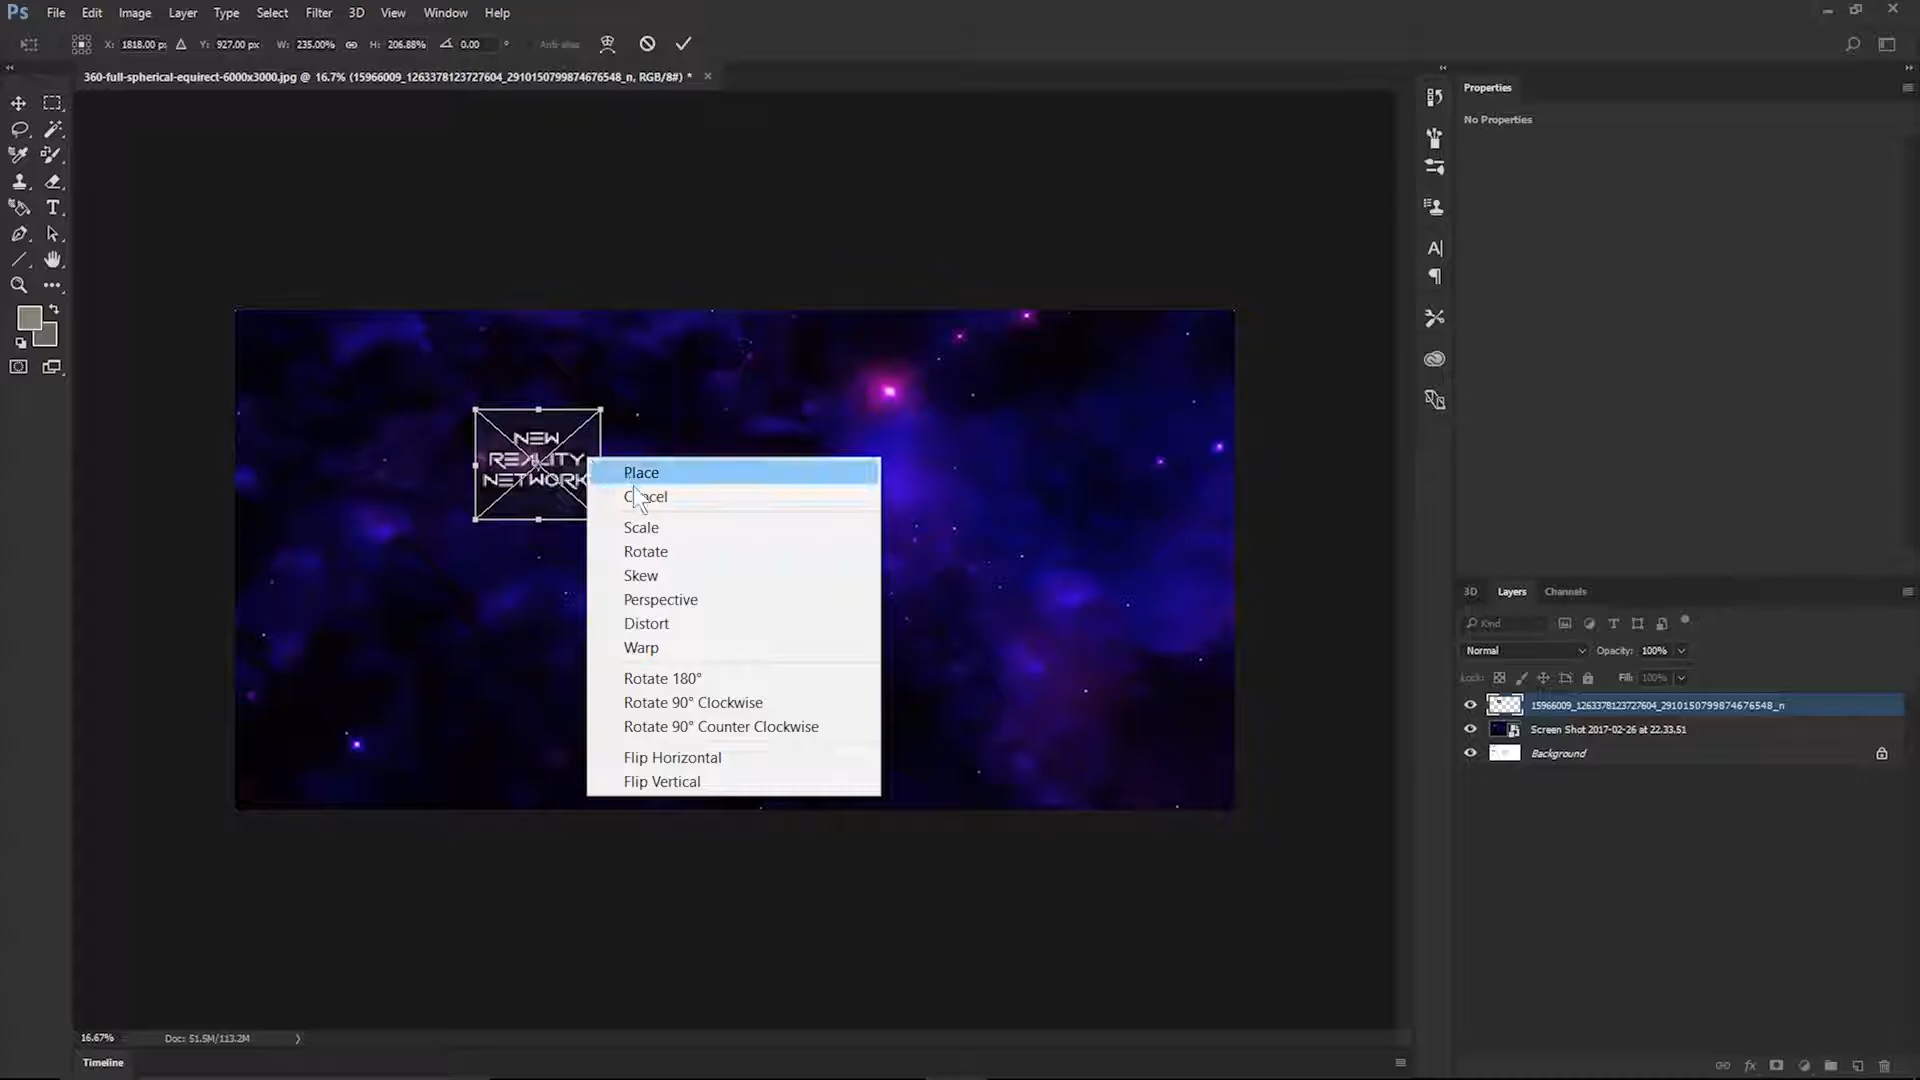 Ps File Edit Image Layer Type Select Filter 3D View Window Help
X: 1818.00 px Y: 927.00 px W: 235.00% H: 206.88% 0.00 ° Anti-alias
360-full-spherical-equirect-6000x3000.jpg @ 16.7% (15966009_1263378123727604_2910150799874676548_n, RGB/8#) *
Properties
No Properties
NEW
REALITY
NETWORK
Place
Cancel
Scale
Rotate
Skew
Perspective
Distort
Warp
Rotate 180°
Rotate 90° Clockwise
Rotate 90° Counter Clockwise
Flip Horizontal
Flip Vertical
3D Layers Channels
Kind
Normal Opacity: 100%
Lock: Fill: 100%
15966009_1263378123727604_2910150799874676548_n
Screen Shot 2017-02-26 at 22.33.51
Background
16.67% Doc: 51.5M/113.2M
Timeline